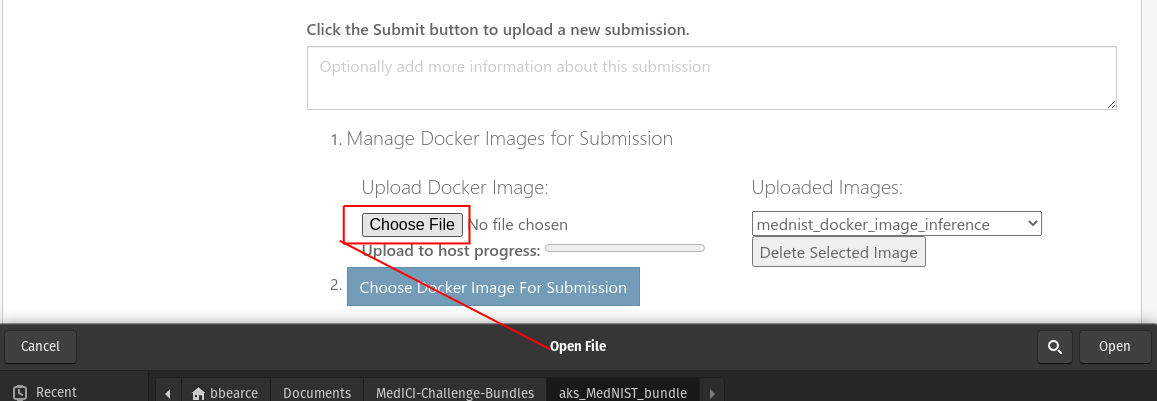 Click the Submit button to upload a new submission.
Optionally add more information about this submission
1. Manage Docker Images for Submission
Upload Docker Image:
Choose File No file chosen
Upload to host progress:
Uploaded Images:
mednist_docker_image_inference
Delete Selected Image
2. Choose Docker Image For Submission
Cancel Open File Open
Recent bbearce Documents MedICI-Challenge-Bundles aks_MedNIST_bundle